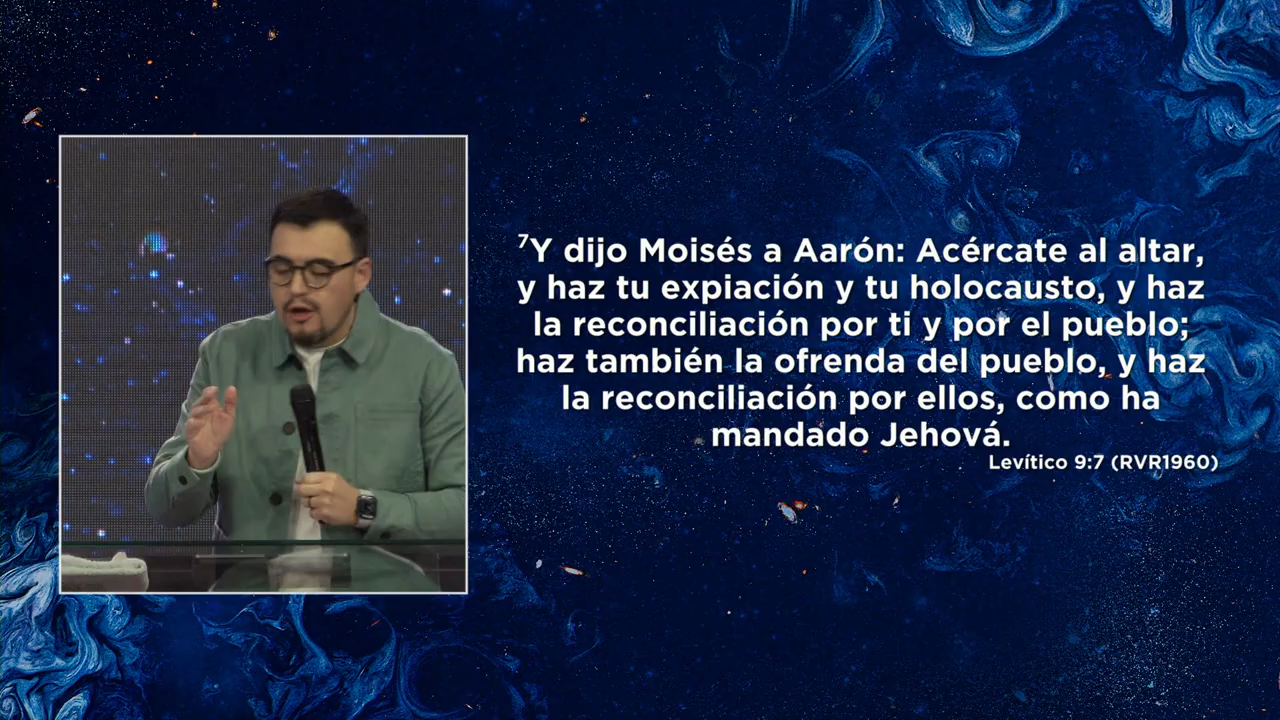 ⁷Y dijo Moisés a Aarón: Acércate al altar,
y haz tu expiación y tu holocausto, y haz
la reconciliación por ti y por el pueblo;
haz también la ofrenda del pueblo, y haz
la reconciliación por ellos, como ha
mandado Jehová.
Levítico 9:7 (RVR1960)